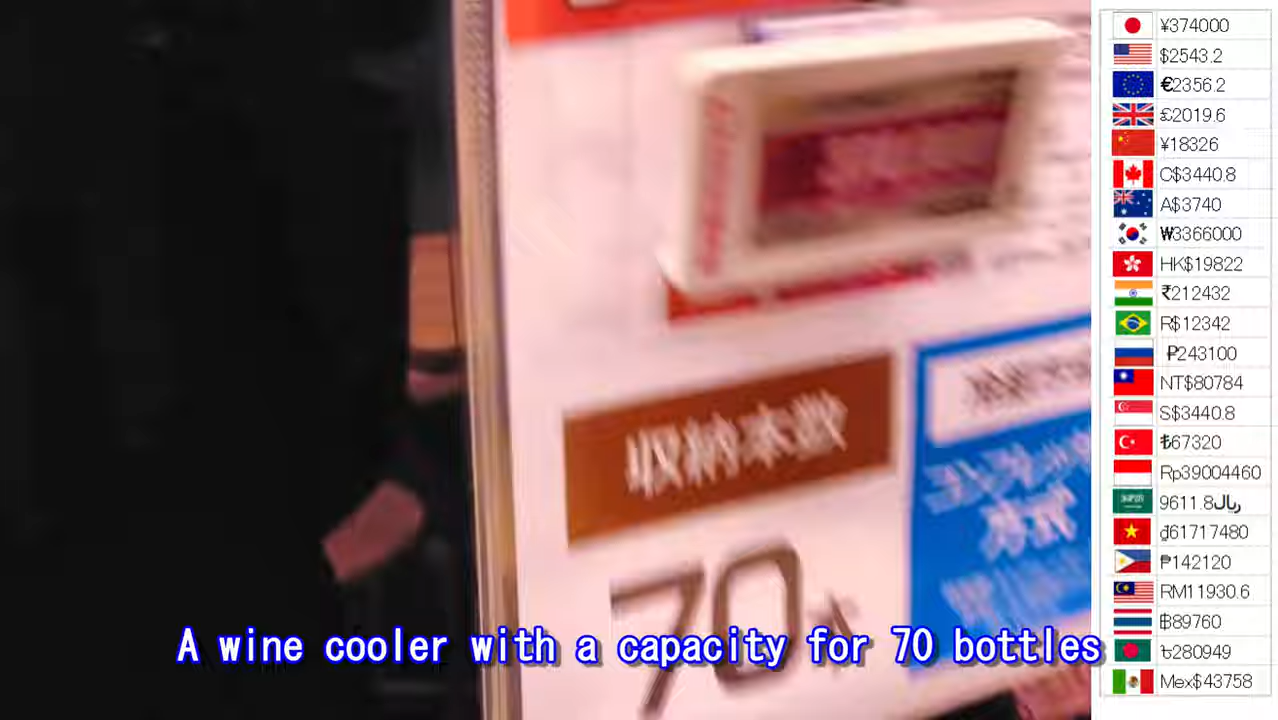 収納本数
70本
A wine cooler with a capacity for 70 bottles
¥374000
$2543.2
€2356.2
£2019.6
¥18326
C$3440.8
A$3740
₩3366000
HK$19822
₹212432
R$12342
₽243100
NT$80784
S$3440.8
₺67320
Rp39004460
9611.8ريال
₫61717480
₱142120
RM11930.6
฿89760
৳280949
Mex$43758